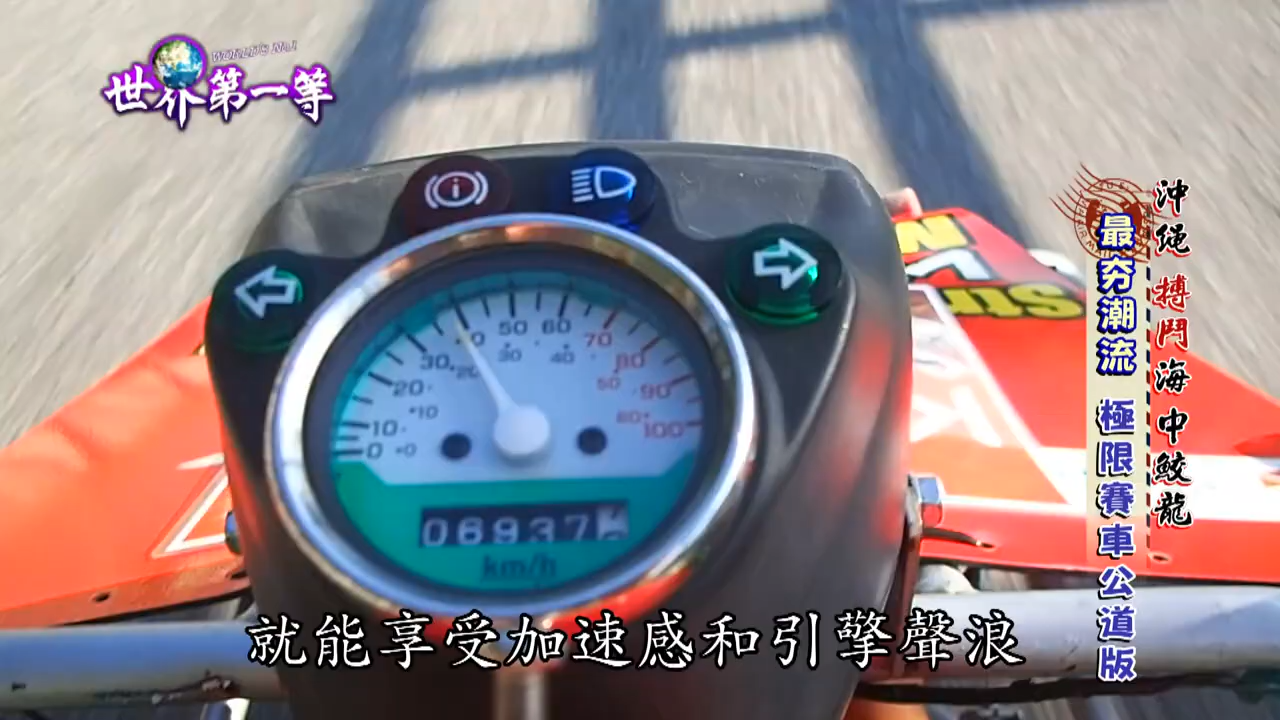 WORLD'S No.1
世界第一等
沖繩 搏鬥海中鮫龍
最夯潮流 極限賽車公道版
Str
0 10 20 30 40 50 60 70 80 90 100
0 10 20 30 40 50 60
06937
km/h
就能享受加速感和引擎聲浪